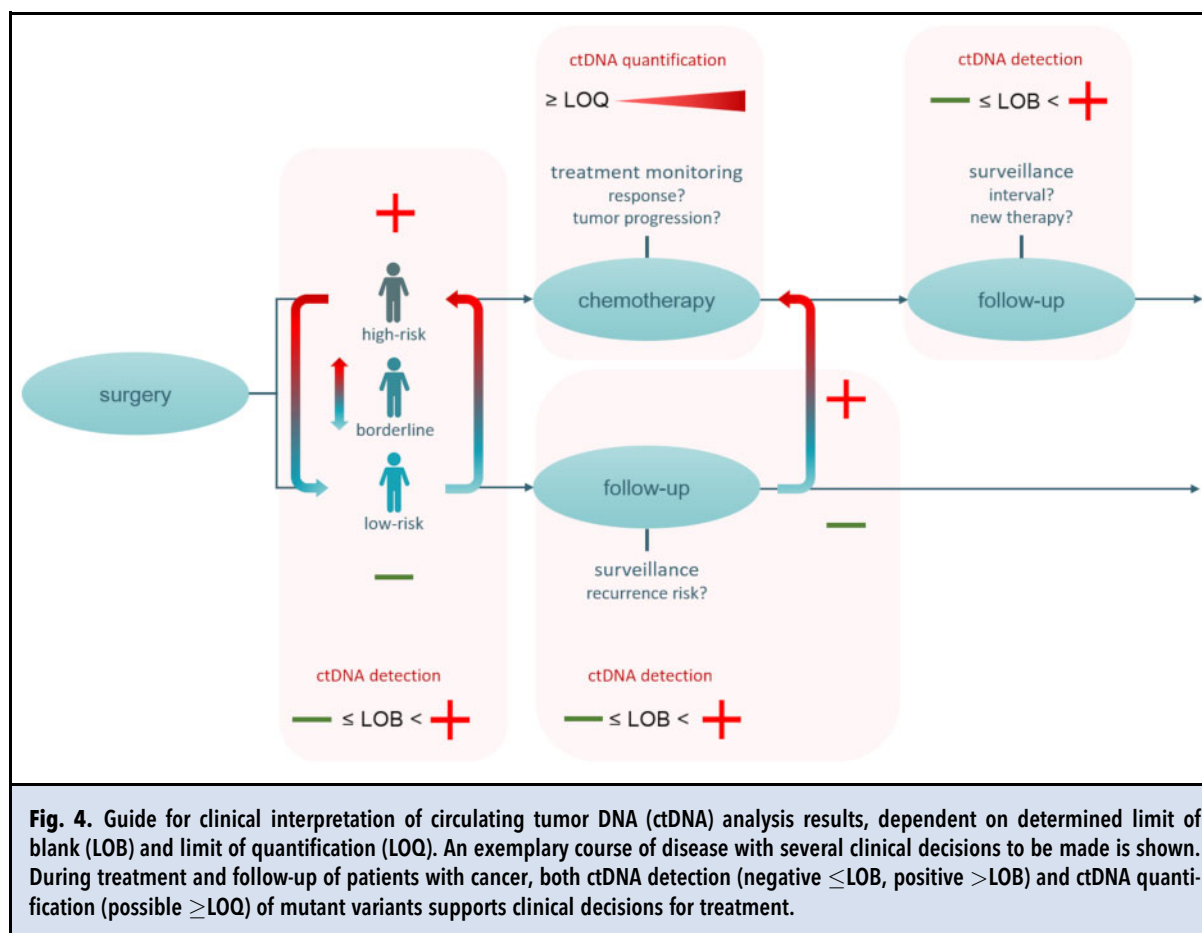 ctDNA quantification
≥ LOQ
treatment monitoring
response?
tumor progression?
chemotherapy
ctDNA detection
− ≤ LOB < +
surveillance
interval?
new therapy?
follow-up
surgery
+
high-risk
borderline
low-risk
−
ctDNA detection
− ≤ LOB < +
+
follow-up
−
surveillance
recurrence risk?
ctDNA detection
− ≤ LOB < +
Fig. 4. Guide for clinical interpretation of circulating tumor DNA (ctDNA) analysis results, dependent on determined limit of
blank (LOB) and limit of quantification (LOQ). An exemplary course of disease with several clinical decisions to be made is shown.
During treatment and follow-up of patients with cancer, both ctDNA detection (negative ≤LOB, positive >LOB) and ctDNA quanti-
fication (possible ≥LOQ) of mutant variants supports clinical decisions for treatment.